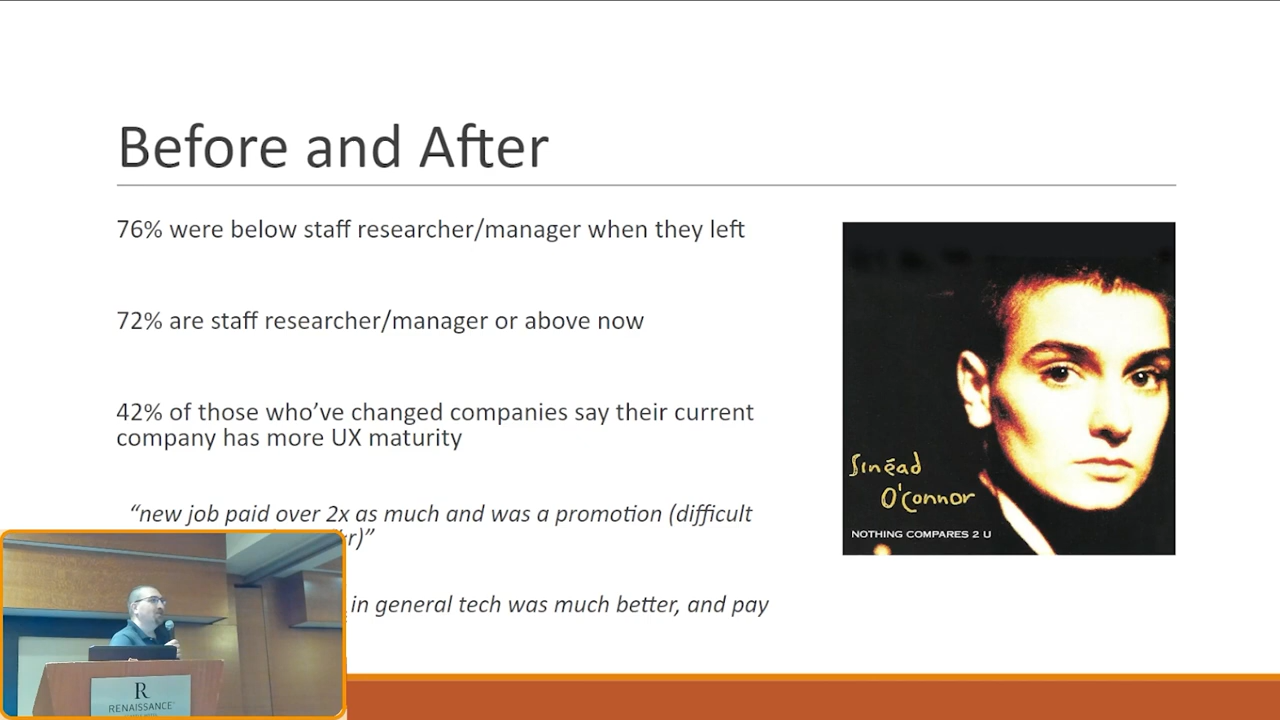 Before and After
76% were below staff researcher/manager when they left
72% are staff researcher/manager or above now
42% of those who’ve changed companies say their current
company has more UX maturity
“new job paid over 2x as much and was a promotion (difficult
in general tech was much better, and pay
Sinéad
O'Connor
NOTHING COMPARES 2 U
R
RENAISSANCE